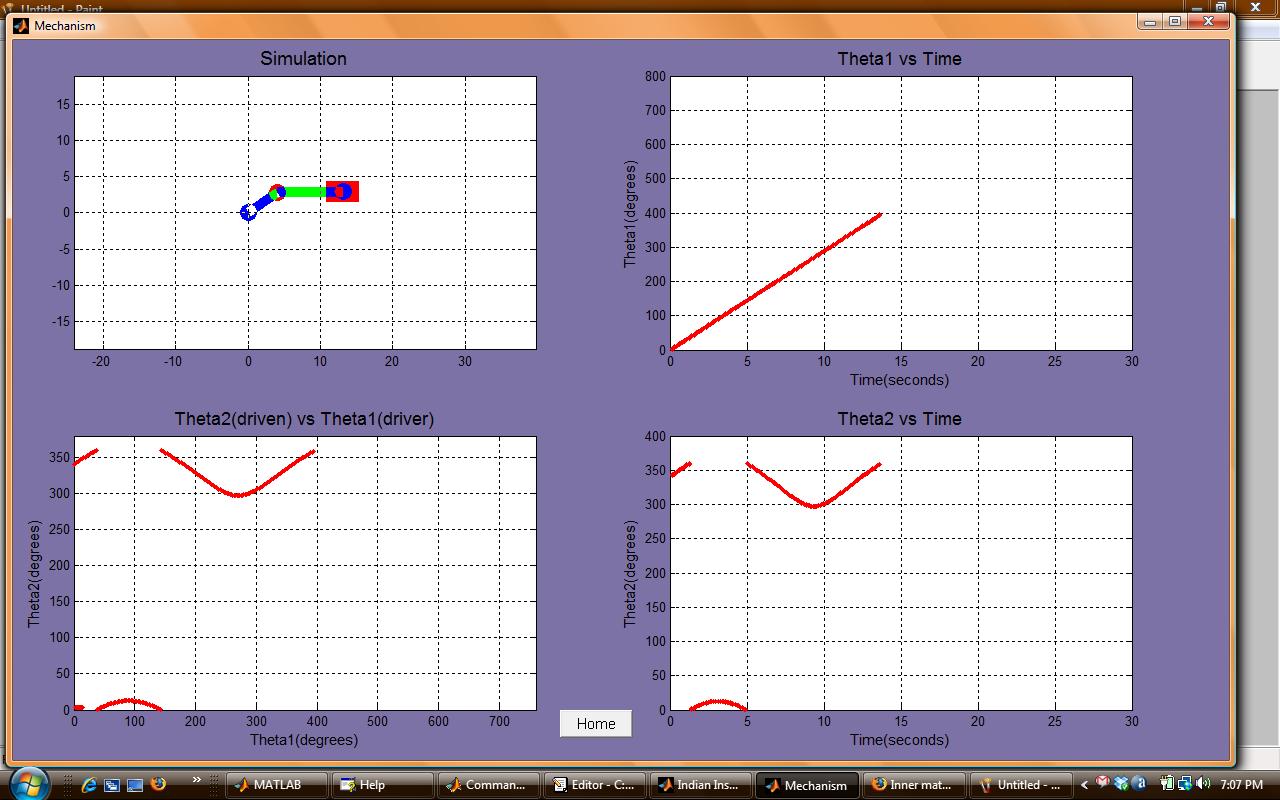 Untitled - Paint
Mechanism
Simulation
15
10
5
0
-5
-10
-15
-20
-10
0
10
20
30
Theta1 vs Time
Theta1(degrees)
800
700
600
500
400
300
200
100
0
0
5
10
15
20
25
30
Time(seconds)
Theta2(driven) vs Theta1(driver)
Theta2(degrees)
350
300
250
200
150
100
50
0
0
100
200
300
400
500
600
700
Theta1(degrees)
Theta2 vs Time
Theta2(degrees)
400
350
300
250
200
150
100
50
0
0
5
10
15
20
25
30
Time(seconds)
Home
MATLAB
Help
Comman...
Editor - C:...
Indian Ins...
Mechanism
Inner mat...
Untitled - ...
7:07 PM